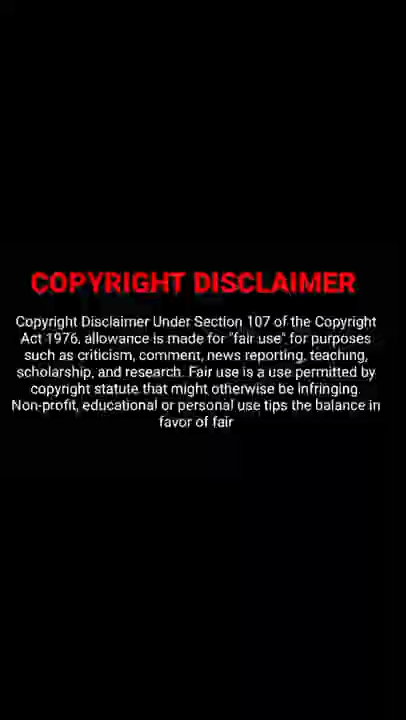 COPYRIGHT DISCLAIMER
Copyright Disclaimer Under Section 107 of the Copyright
Act 1976, allowance is made for "fair use" for purposes
such as criticism, comment, news reporting, teaching,
scholarship, and research. Fair use is a use permitted by
copyright statute that might otherwise be infringing.
Non-profit, educational or personal use tips the balance in
favor of fair